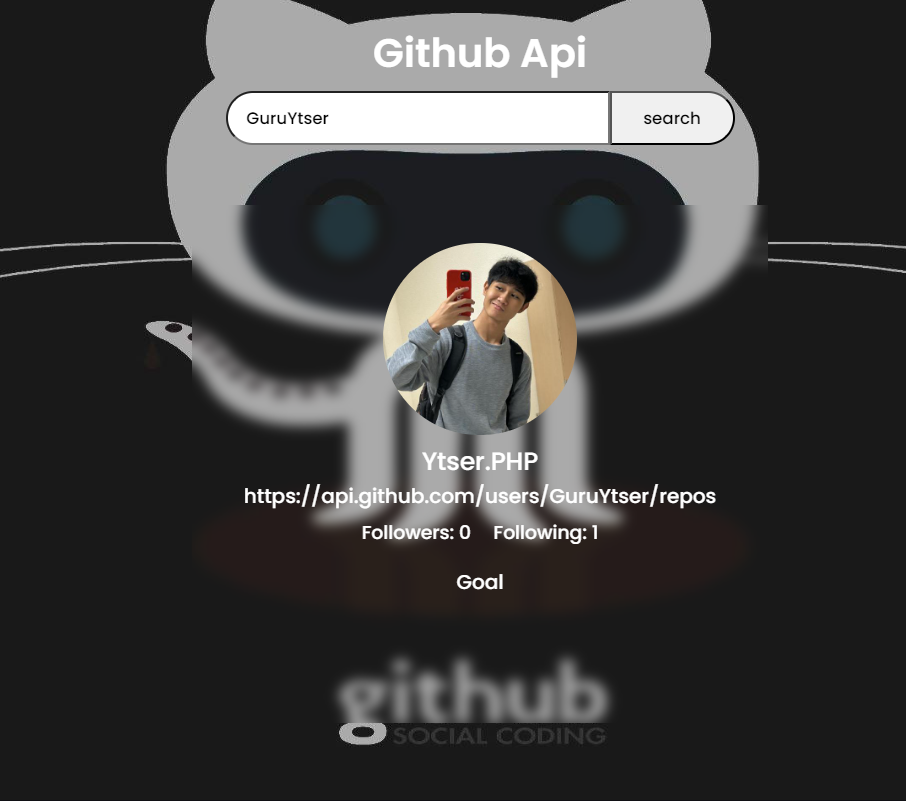 Github Api
GuruYtser
search
Ytser.PHP
https://api.github.com/users/GuruYtser/repos
Followers: 0 Following: 1
Goal
github
SOCIAL CODING